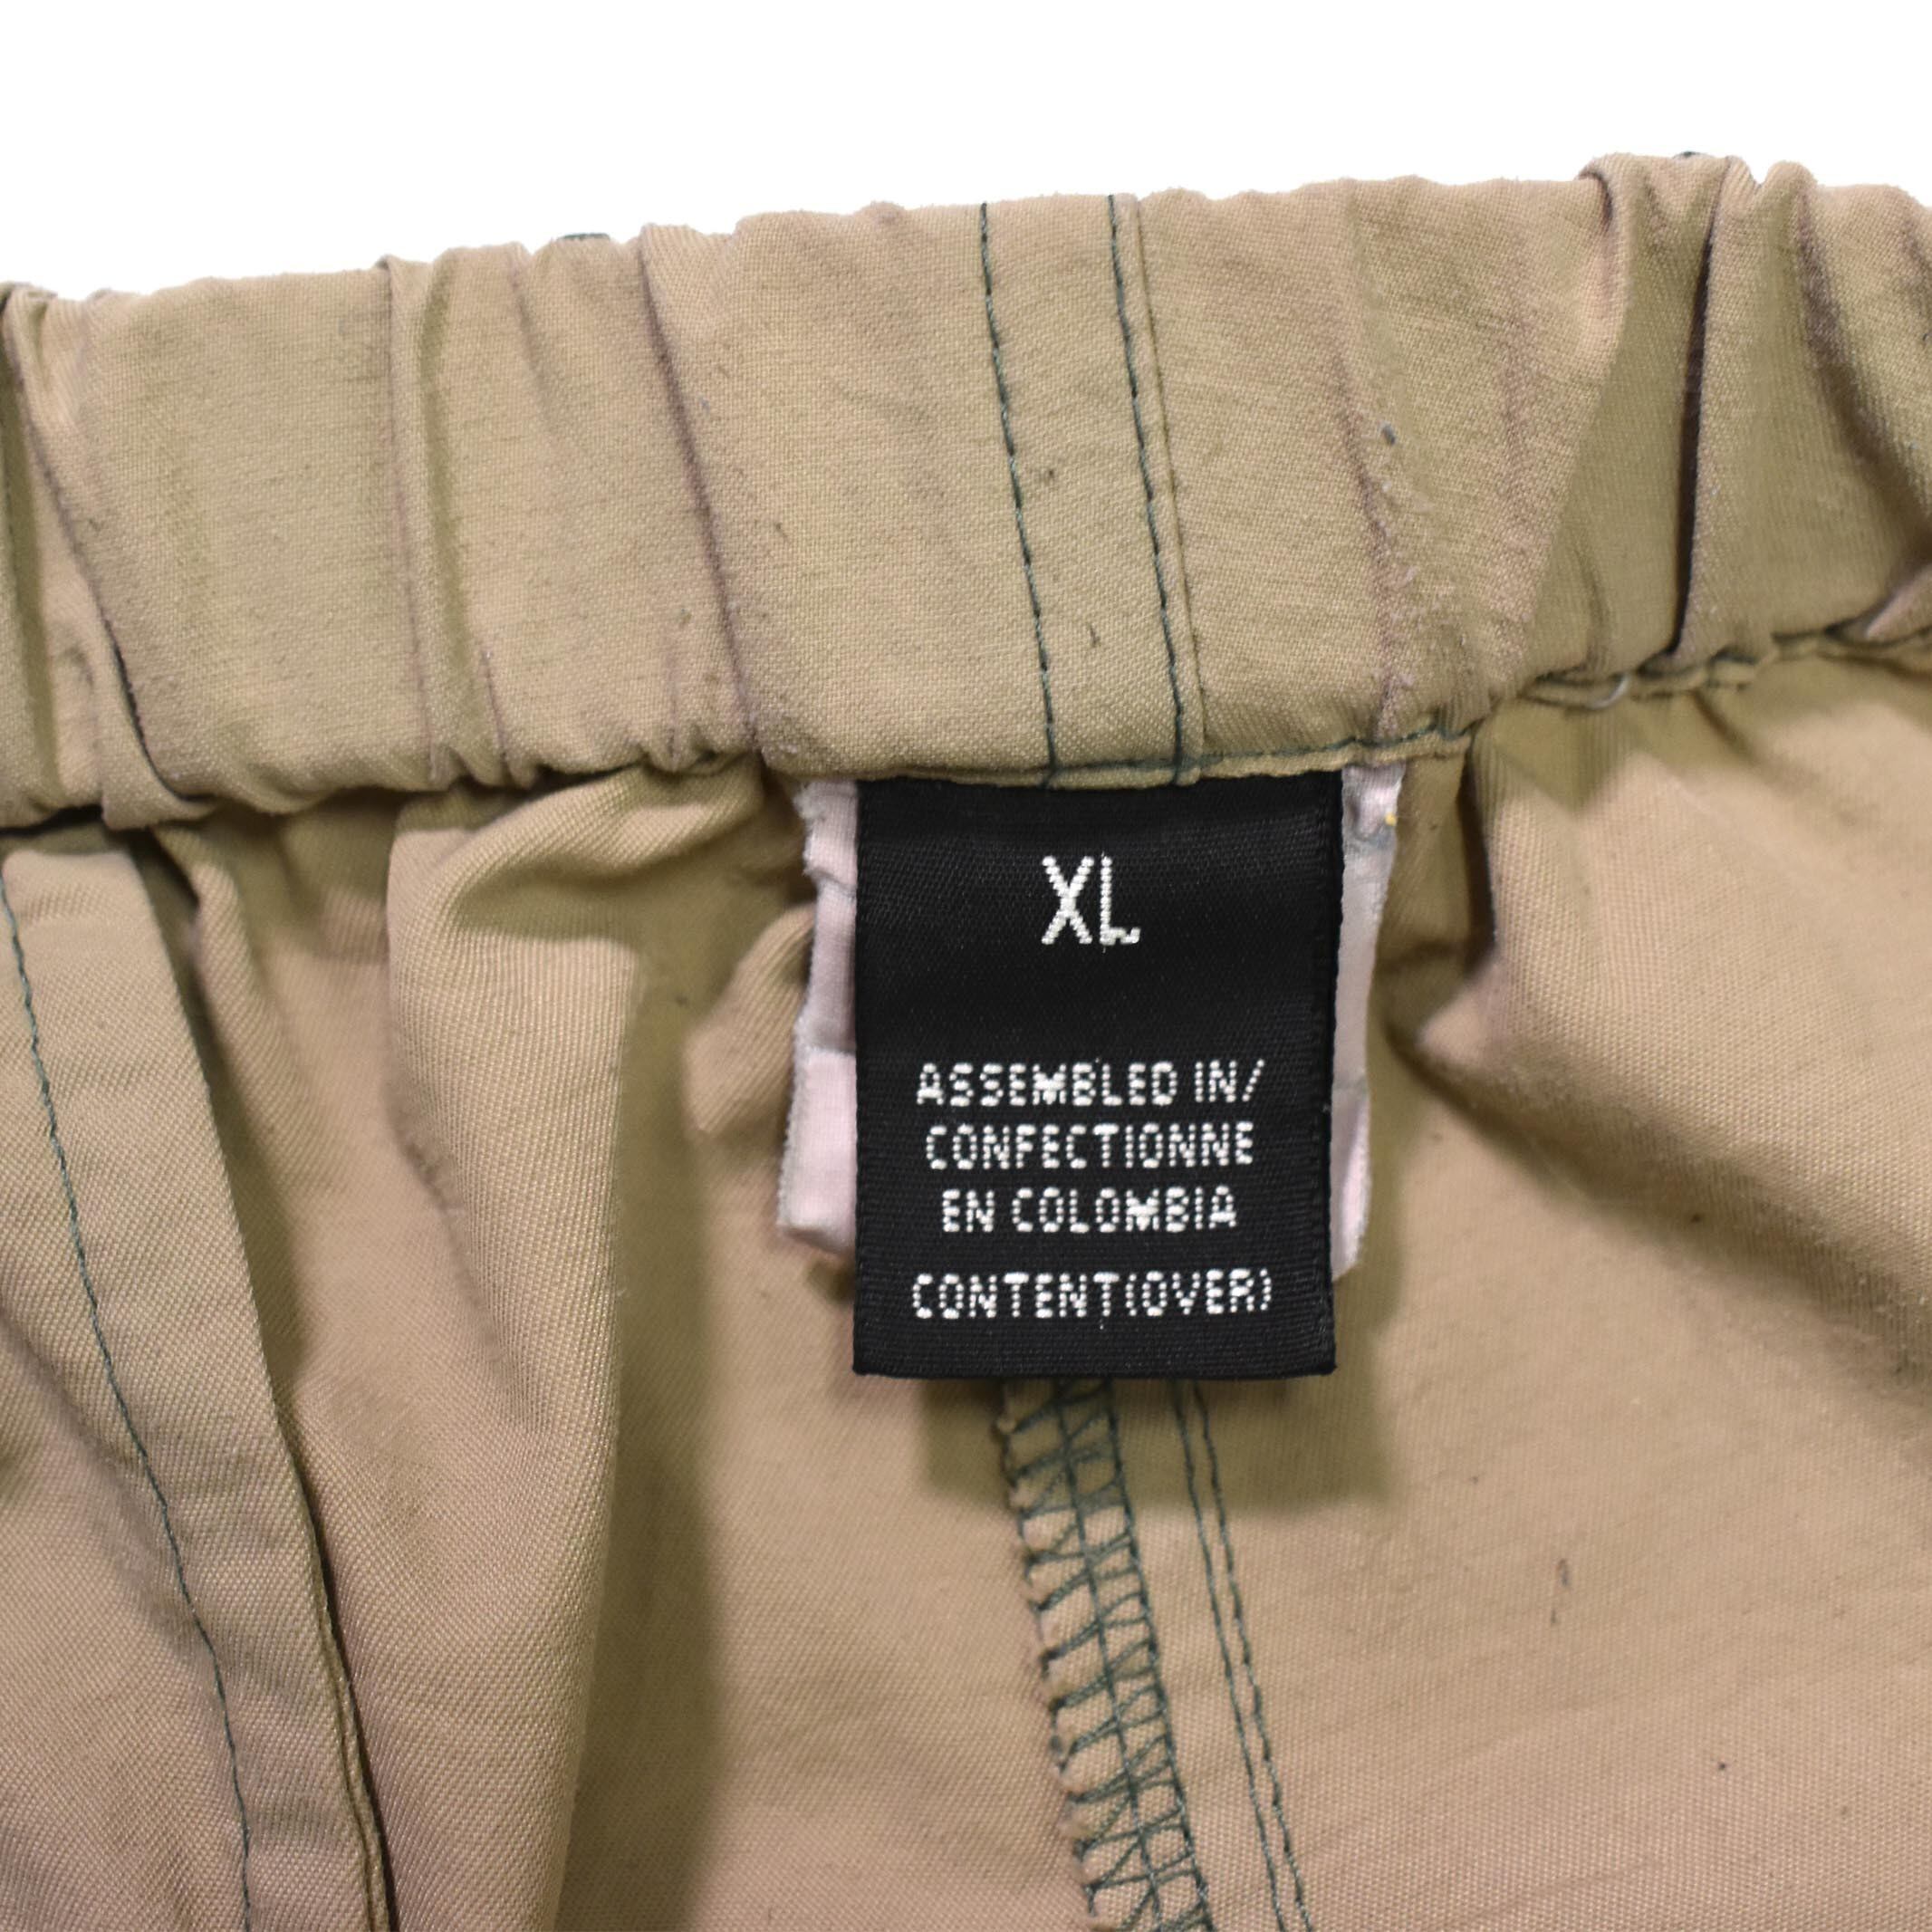 XL
ASSEMBLED IN/
CONFECTIONNE
EN COLOMBIA
CONTENT(OVER)